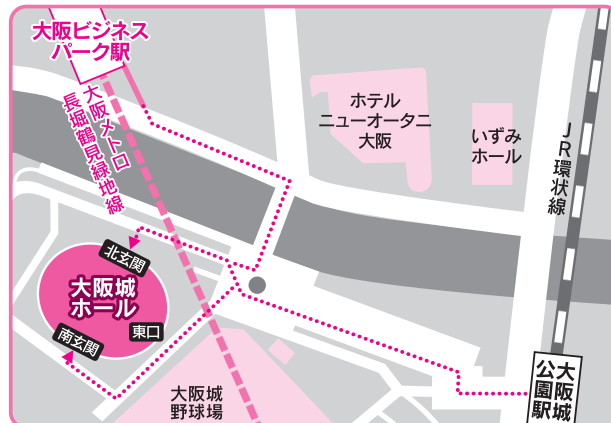 大阪ビジネス
パーク駅
大阪メトロ
長堀鶴見緑地線
ホテル
ニューオータニ
大阪
いずみ
ホール
JR環状線
北玄関
大阪城
ホール
東口
南玄関
大阪城
野球場
大阪城
公園駅